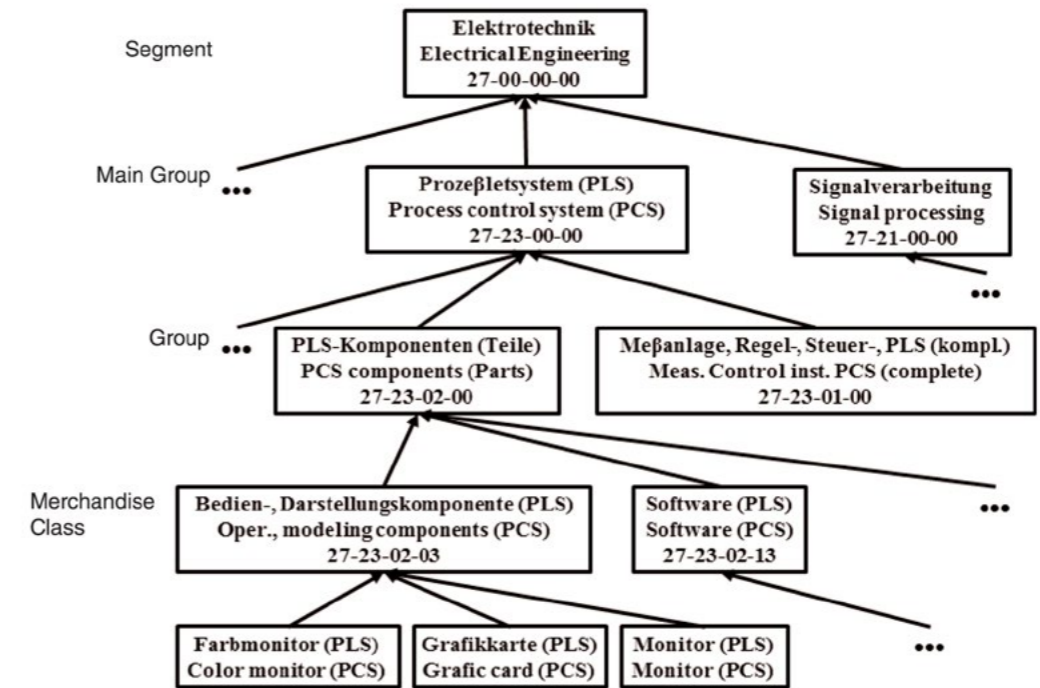 Segment
Elektrotechnik
Electrical Engineering
27-00-00-00
Main Group
...
Prozeβletsystem (PLS)
Process control system (PCS)
27-23-00-00
Signalverarbeitung
Signal processing
27-21-00-00
...
Group
...
PLS-Komponenten (Teile)
PCS components (Parts)
27-23-02-00
Meβanlage, Regel-, Steuer-, PLS (kompl.)
Meas. Control inst. PCS (complete)
27-23-01-00
Merchandise
Class
Bedien-, Darstellungskomponente (PLS)
Oper., modeling components (PCS)
27-23-02-03
Software (PLS)
Software (PCS)
27-23-02-13
...
Farbmonitor (PLS)
Color monitor (PCS)
Grafikkarte (PLS)
Grafic card (PCS)
Monitor (PLS)
Monitor (PCS)
...